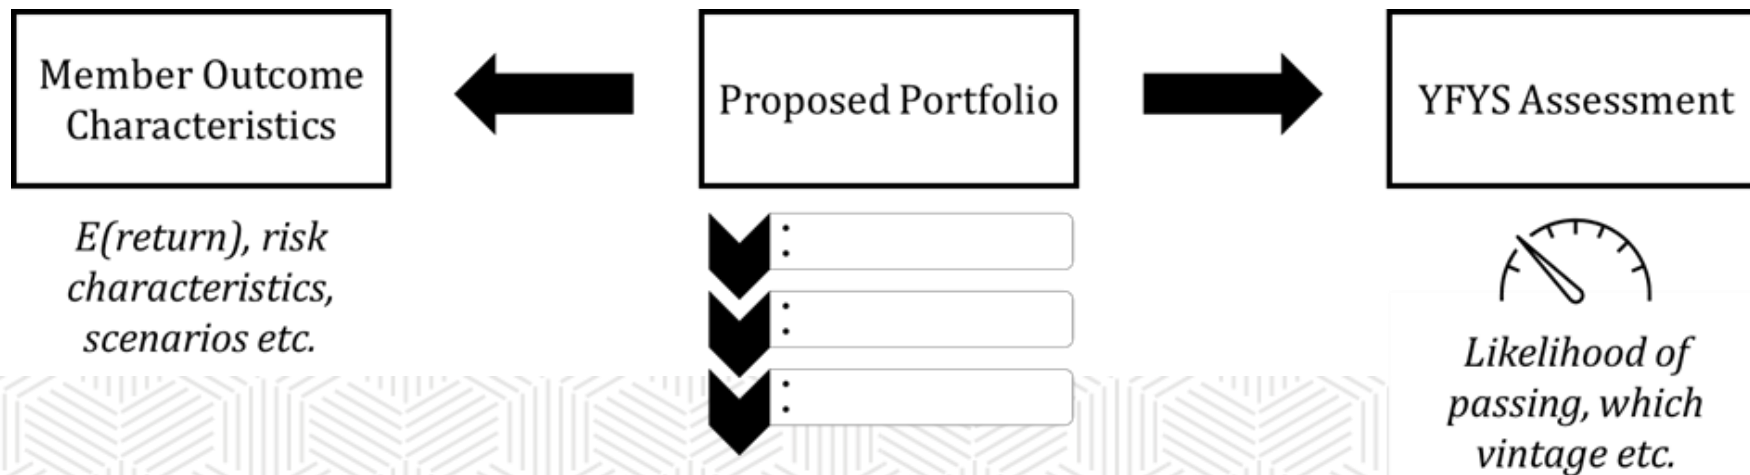 Member Outcome
Characteristics
E(return), risk
characteristics,
scenarios etc.
Proposed Portfolio
YFYS Assessment
Likelihood of
passing, which
vintage etc.